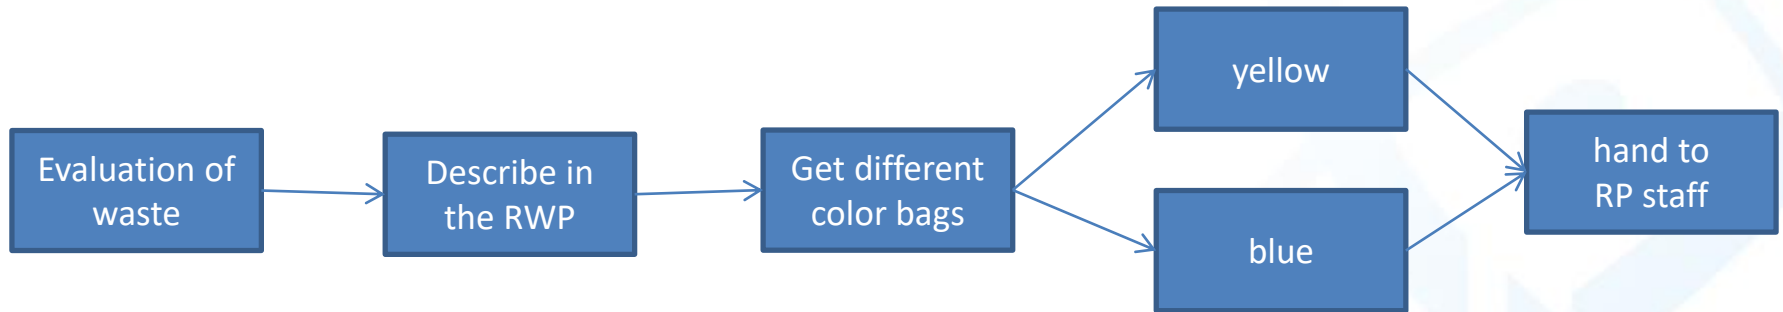 Evaluation of
waste
Describe in
the RWP
Get different
color bags
yellow
blue
hand to
RP staff